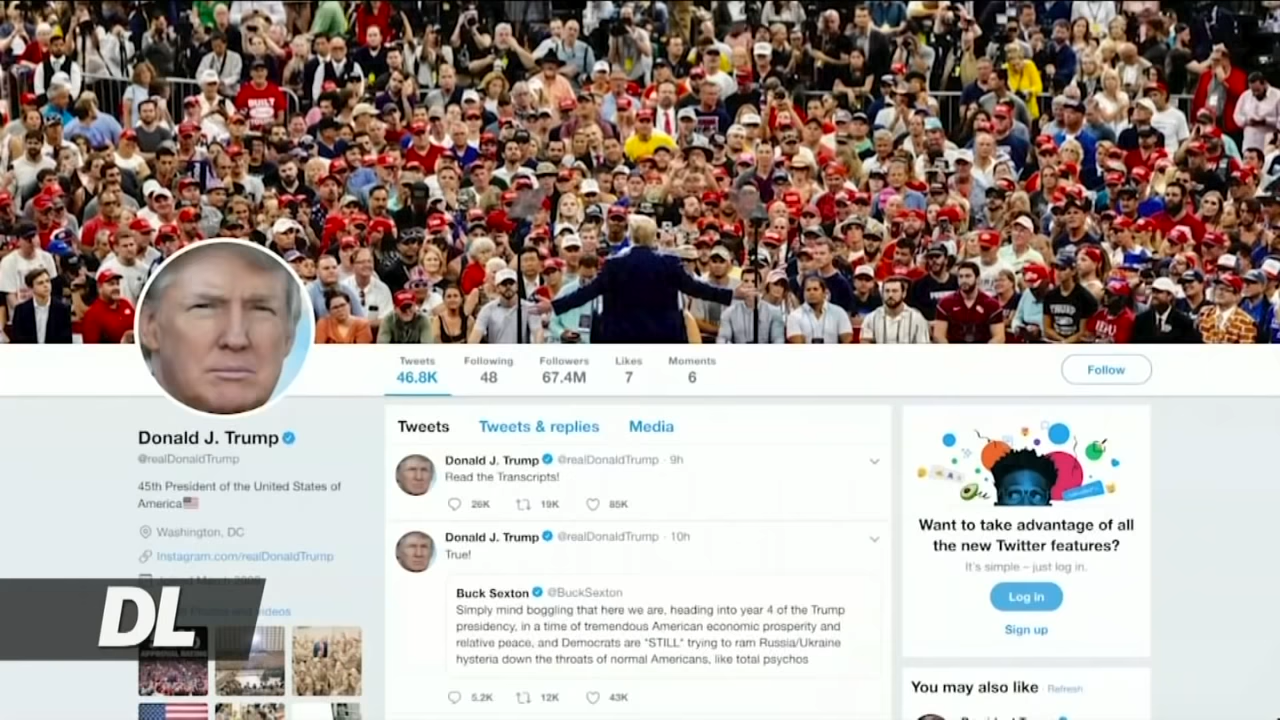 BUILT
TRUMP
Tweets Following Followers Likes Moments
46.8K 48 67.4M 7 6
Follow
Donald J. Trump
@realDonaldTrump
45th President of the United States of
America🇺🇸
Washington, DC
Instagram.com/realDonaldTrump
Photos and videos
DL
Tweets Tweets & replies Media
Donald J. Trump @realDonaldTrump · 9h
Read the Transcripts!
26K 19K 85K
Donald J. Trump @realDonaldTrump · 10h
True!
Buck Sexton @BuckSexton
Simply mind boggling that here we are, heading into year 4 of the Trump
presidency, in a time of tremendous American economic prosperity and
relative peace, and Democrats are *STILL* trying to ram Russia/Ukraine
hysteria down the throats of normal Americans, like total psychos
5.2K 12K 43K
Want to take advantage of all
the new Twitter features?
It's simple – just log in.
Log in
Sign up
You may also like · Refresh